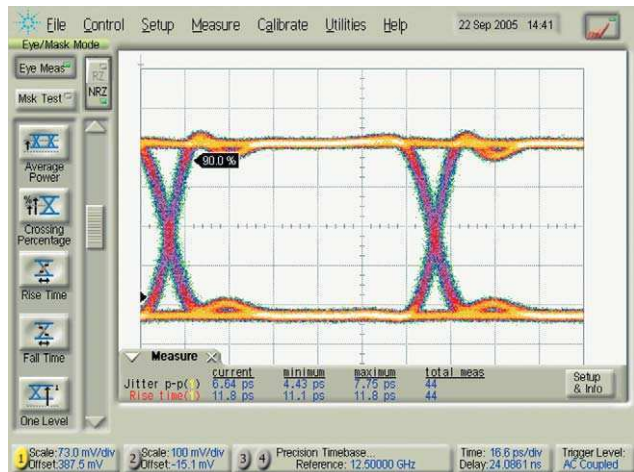 File Control Setup Measure Calibrate Utilities Help 22 Sep 2005 14:41
Eye/Mask Mode
Eye Meas
RZ
Msk Test
NRZ
90.0 %
Average
Power
Crossing
Percentage
Rise Time
Fall Time
One Level
Measure
current minimum maximum total meas
Jitter p-p(1) 6.64 ps 4.43 ps 7.75 ps 44
Rise time(1) 11.8 ps 11.1 ps 11.8 ps 44
Setup
& Info
1 Scale:73.0 mV/div 2 Scale:100 mV/div 3 4 Precision Timebase... Time: 16.6 ps/div Trigger Level:
Offset:387.5 mV Offset:-15.1 mV Reference: 12.50000 GHz Delay:24.0861 ns AC Coupled